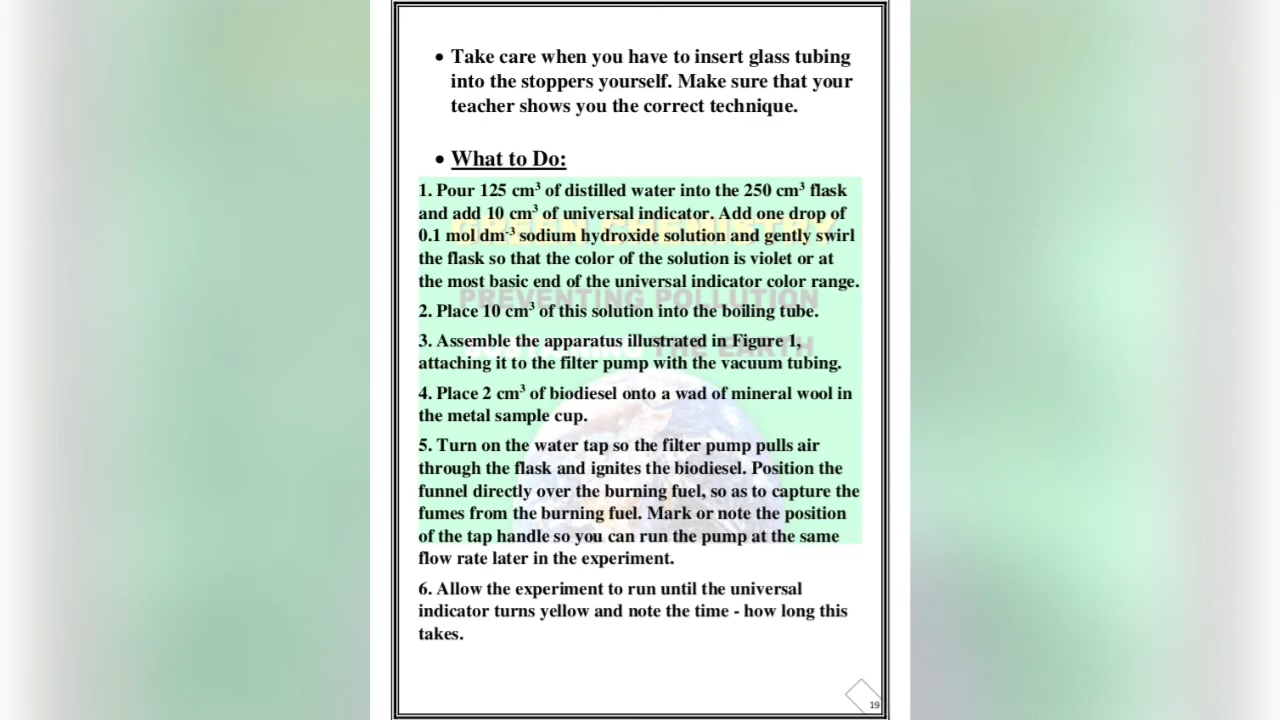 • Take care when you have to insert glass tubing
into the stoppers yourself. Make sure that your
teacher shows you the correct technique.
• What to Do:
1. Pour 125 cm³ of distilled water into the 250 cm³ flask
and add 10 cm³ of universal indicator. Add one drop of
0.1 mol dm⁻³ sodium hydroxide solution and gently swirl
the flask so that the color of the solution is violet or at
the most basic end of the universal indicator color range.
PREVENTING POLLUTION
2. Place 10 cm³ of this solution into the boiling tube.
3. Assemble the apparatus illustrated in Figure 1,
THE EARTH
attaching it to the filter pump with the vacuum tubing.
4. Place 2 cm³ of biodiesel onto a wad of mineral wool in
the metal sample cup.
5. Turn on the water tap so the filter pump pulls air
through the flask and ignites the biodiesel. Position the
funnel directly over the burning fuel, so as to capture the
fumes from the burning fuel. Mark or note the position
of the tap handle so you can run the pump at the same
flow rate later in the experiment.
6. Allow the experiment to run until the universal
indicator turns yellow and note the time - how long this
takes.
19